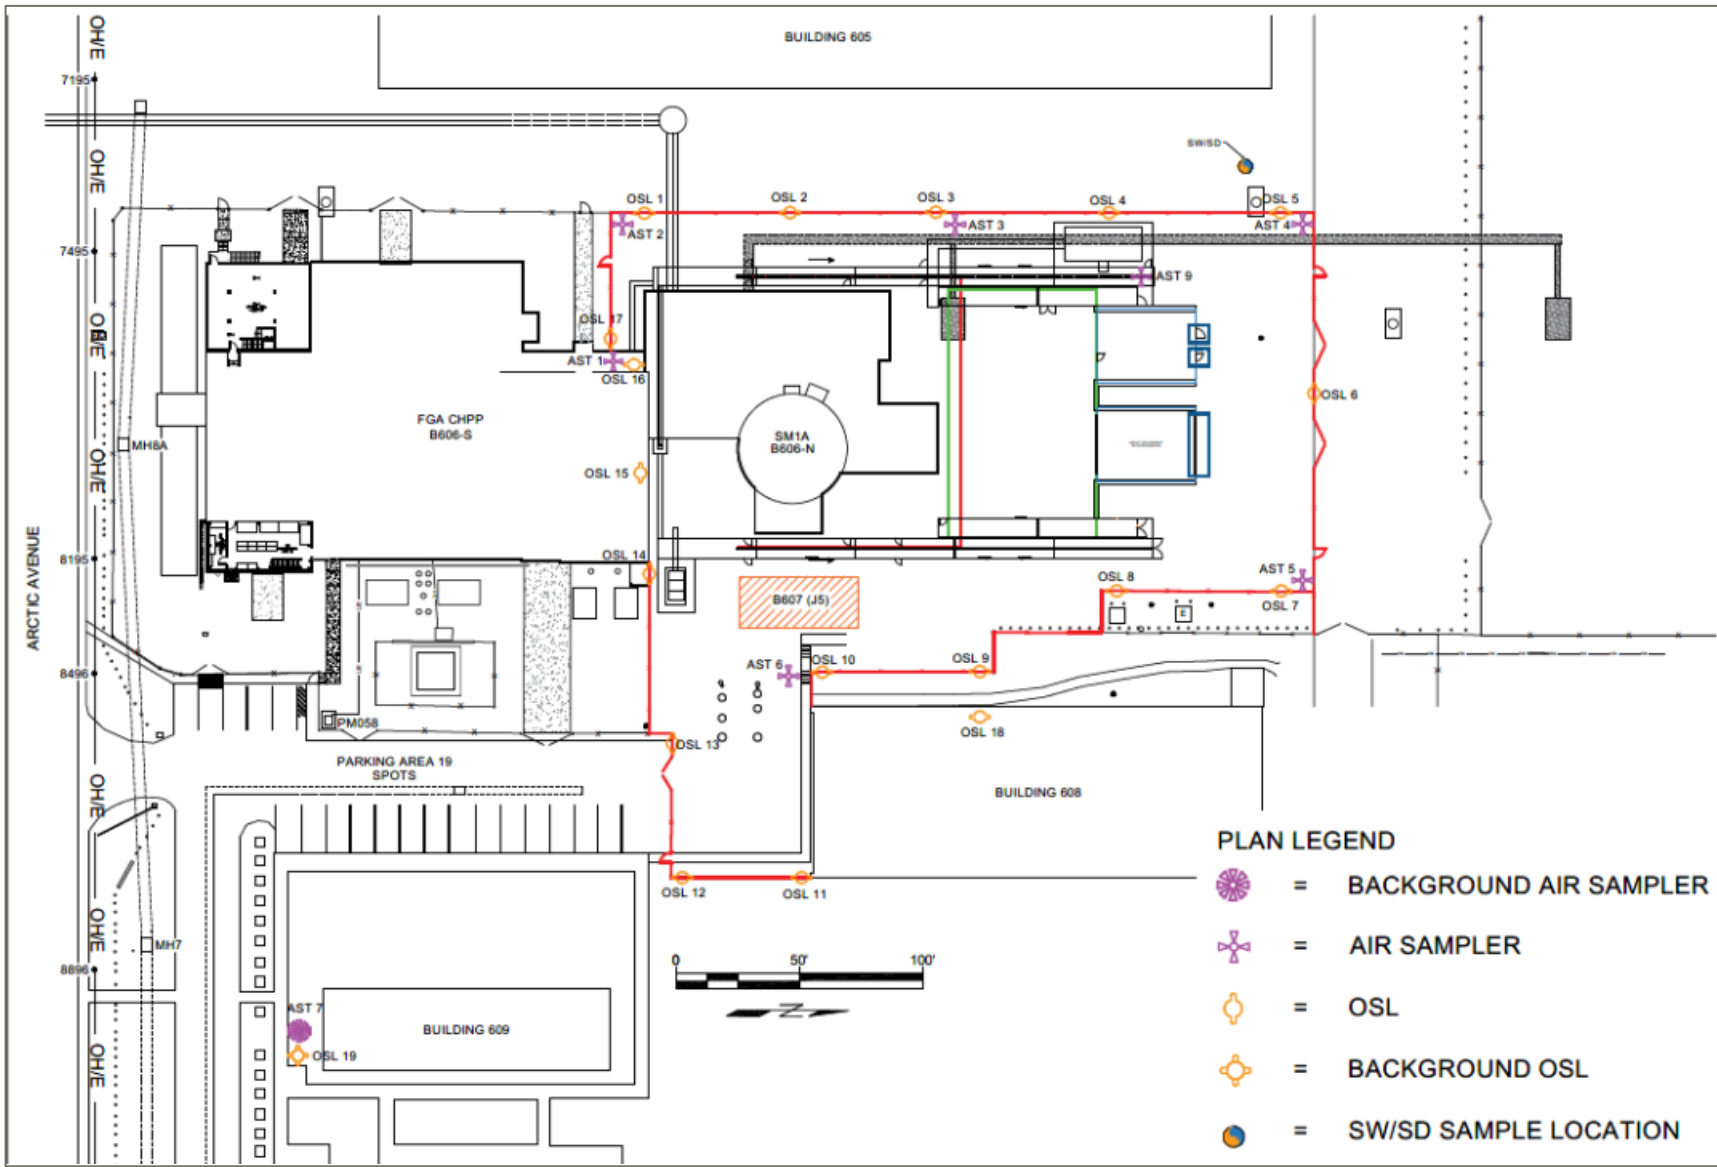 BUILDING 605
OH/E
7195
SW/SD
OH/E
OSL 1
OSL 2
OSL 3
OSL 4
OSL 5
AST 2
AST 3
AST 4
7495
AST 9
OH/E
OSL 17
AST 1
OSL 16
OSL 6
FGA CHPP
B606-S
SM1A
B606-N
MH8A
OH/E
OSL 15
ARCTIC AVENUE
8195
OSL 14
AST 5
OSL 8
OSL 7
B607 (J5)
E
8496
AST 6
OSL 10
OSL 9
PM058
OSL 18
OSL 13
PARKING AREA 19
SPOTS
OH/E
BUILDING 608
PLAN LEGEND
= BACKGROUND AIR SAMPLER
OSL 12
OSL 11
OH/E
MH7
= AIR SAMPLER
8896
0 50' 100'
N
AST 7
= OSL
BUILDING 609
OSL 19
OH/E
= BACKGROUND OSL
= SW/SD SAMPLE LOCATION